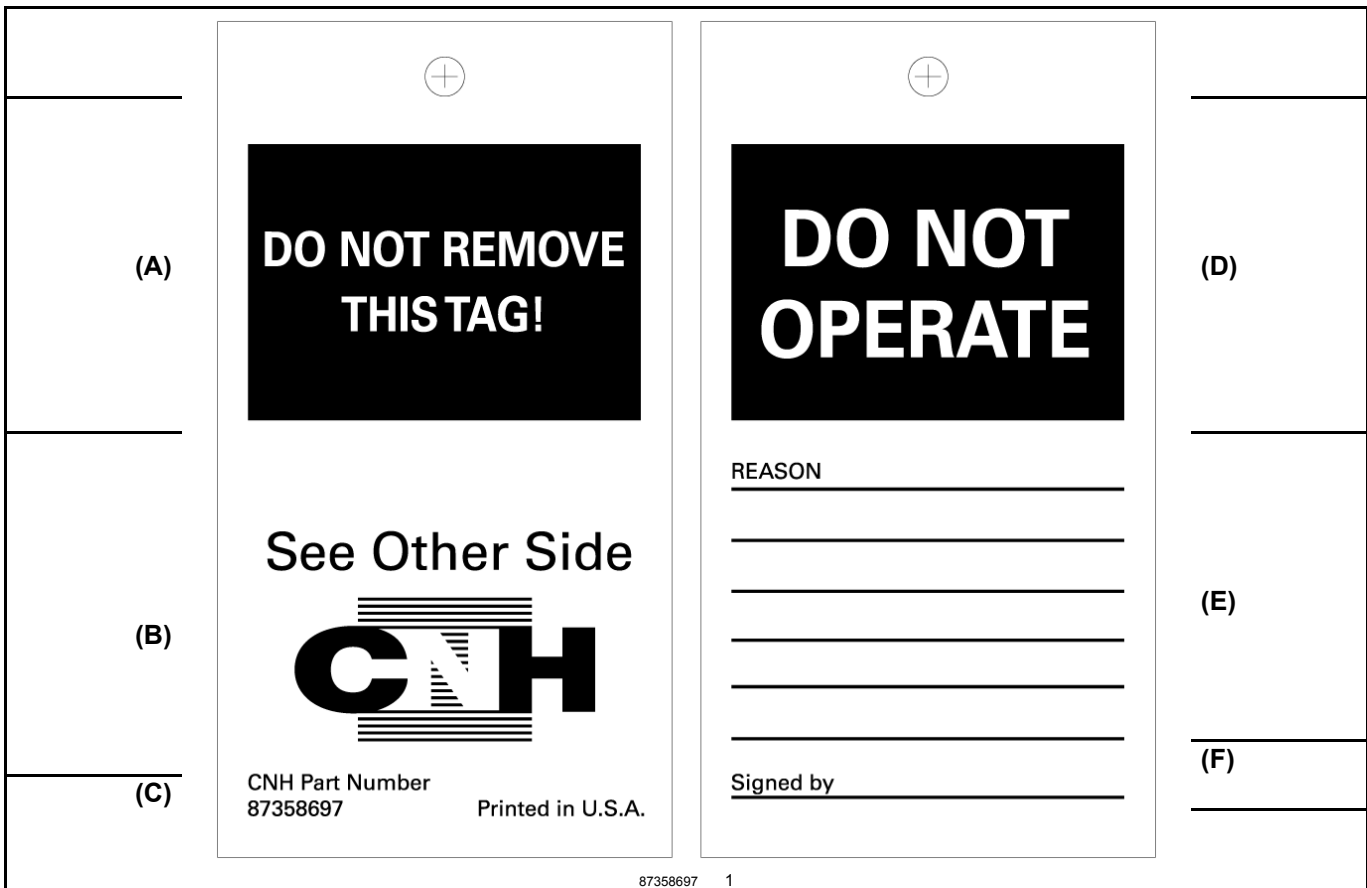 (A)
DO NOT REMOVE
THIS TAG!
(B)
See Other Side
CNH
(C)
CNH Part Number
87358697
Printed in U.S.A.
DO NOT
OPERATE
(D)
REASON
(E)
(F)
Signed by
87358697 1